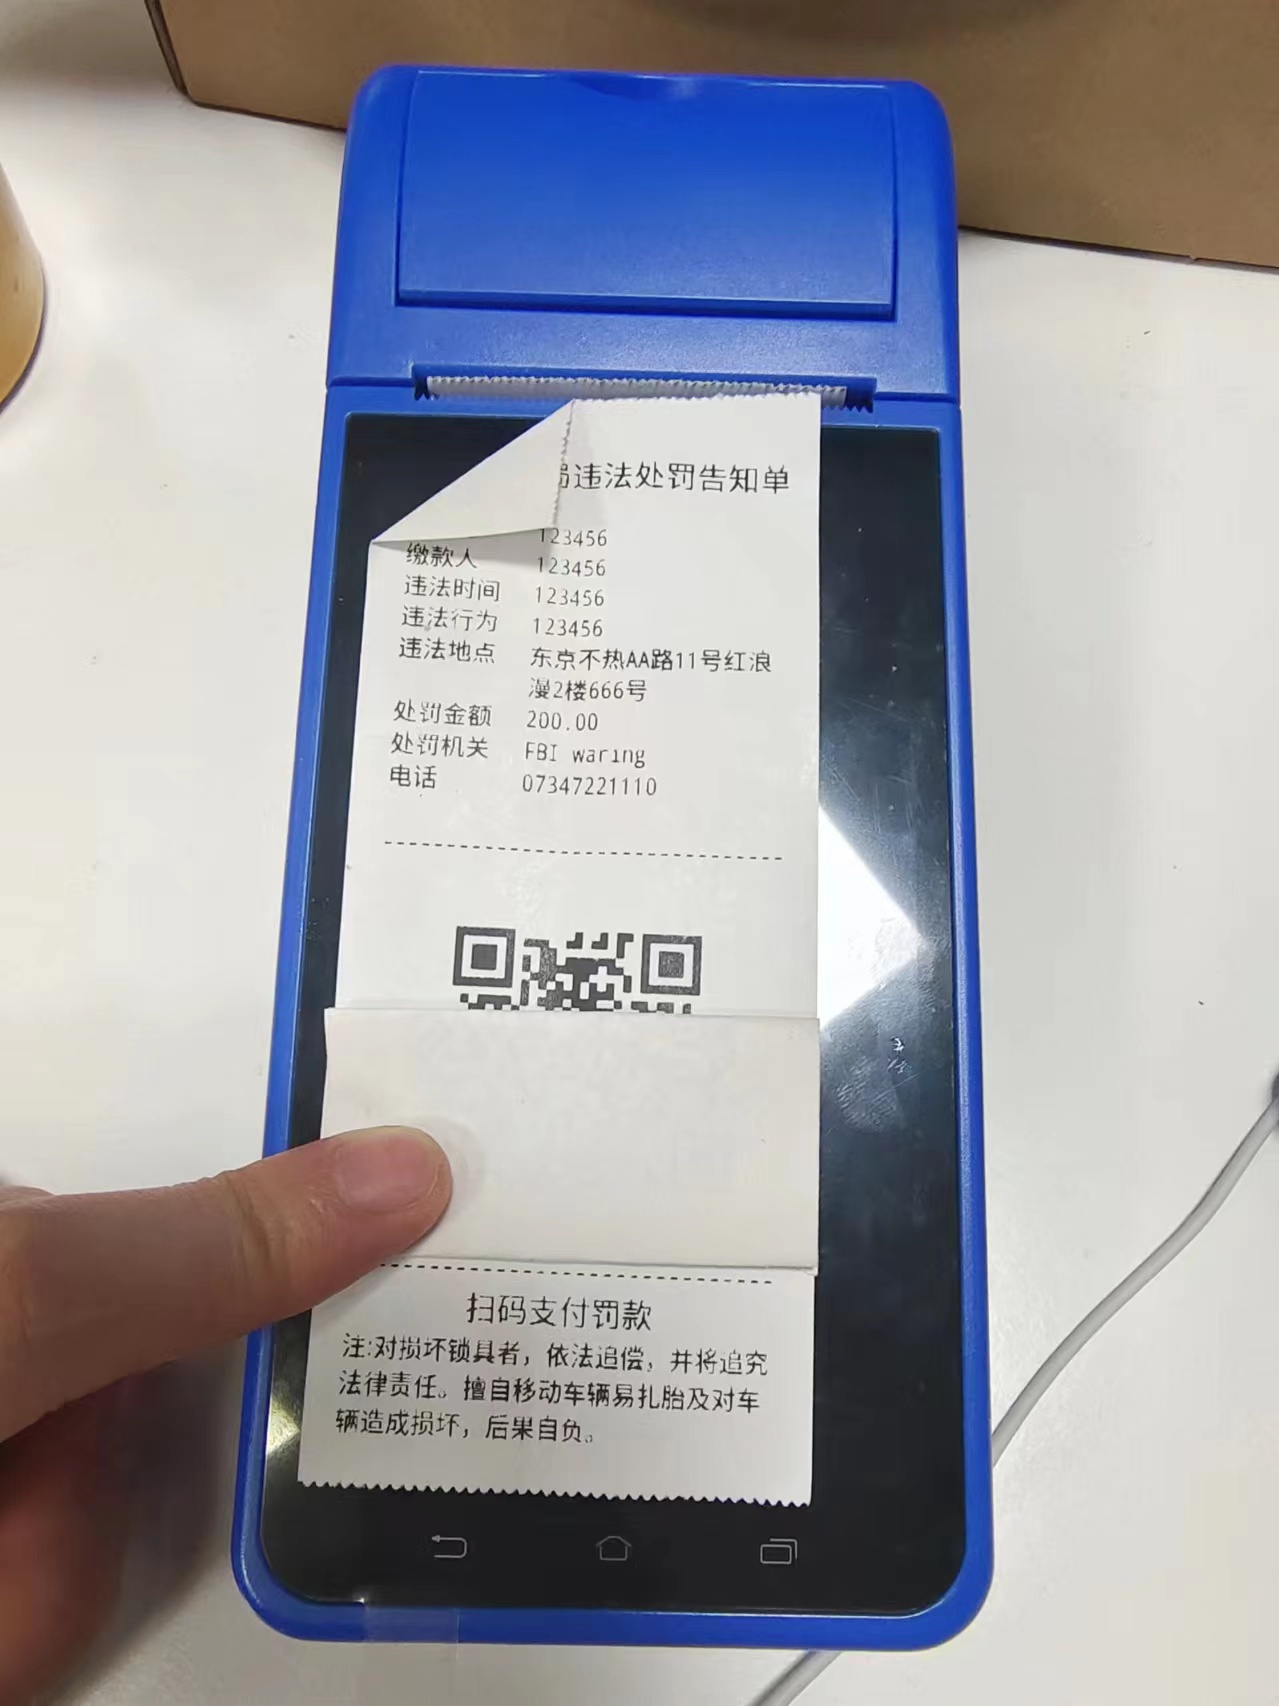 违法处罚告知单
123456
缴款人 123456
违法时间 123456
违法行为 123456
违法地点 东京不热AA路11号红浪
漫2楼666号
处罚金额 200.00
处罚机关 FBI waring
电话 07347221110
扫码支付罚款
注:对损坏锁具者，依法追偿，并将追究
法律责任。擅自移动车辆易扎胎及对车
辆造成损坏，后果自负。